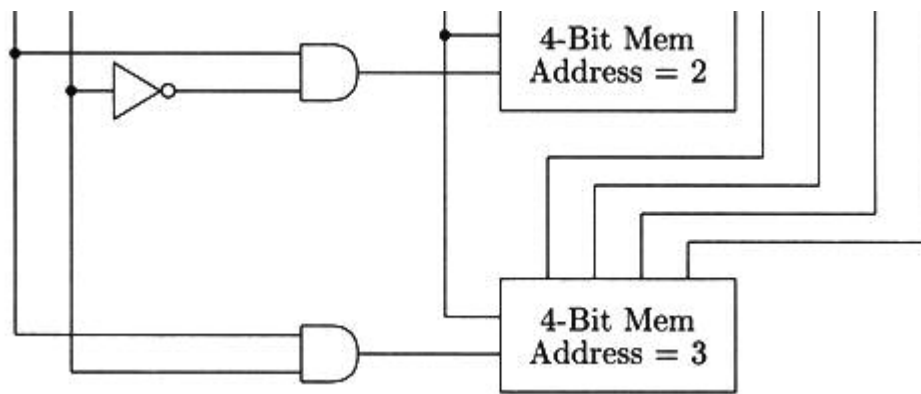 4-Bit Mem
Address = 2
4-Bit Mem
Address = 3